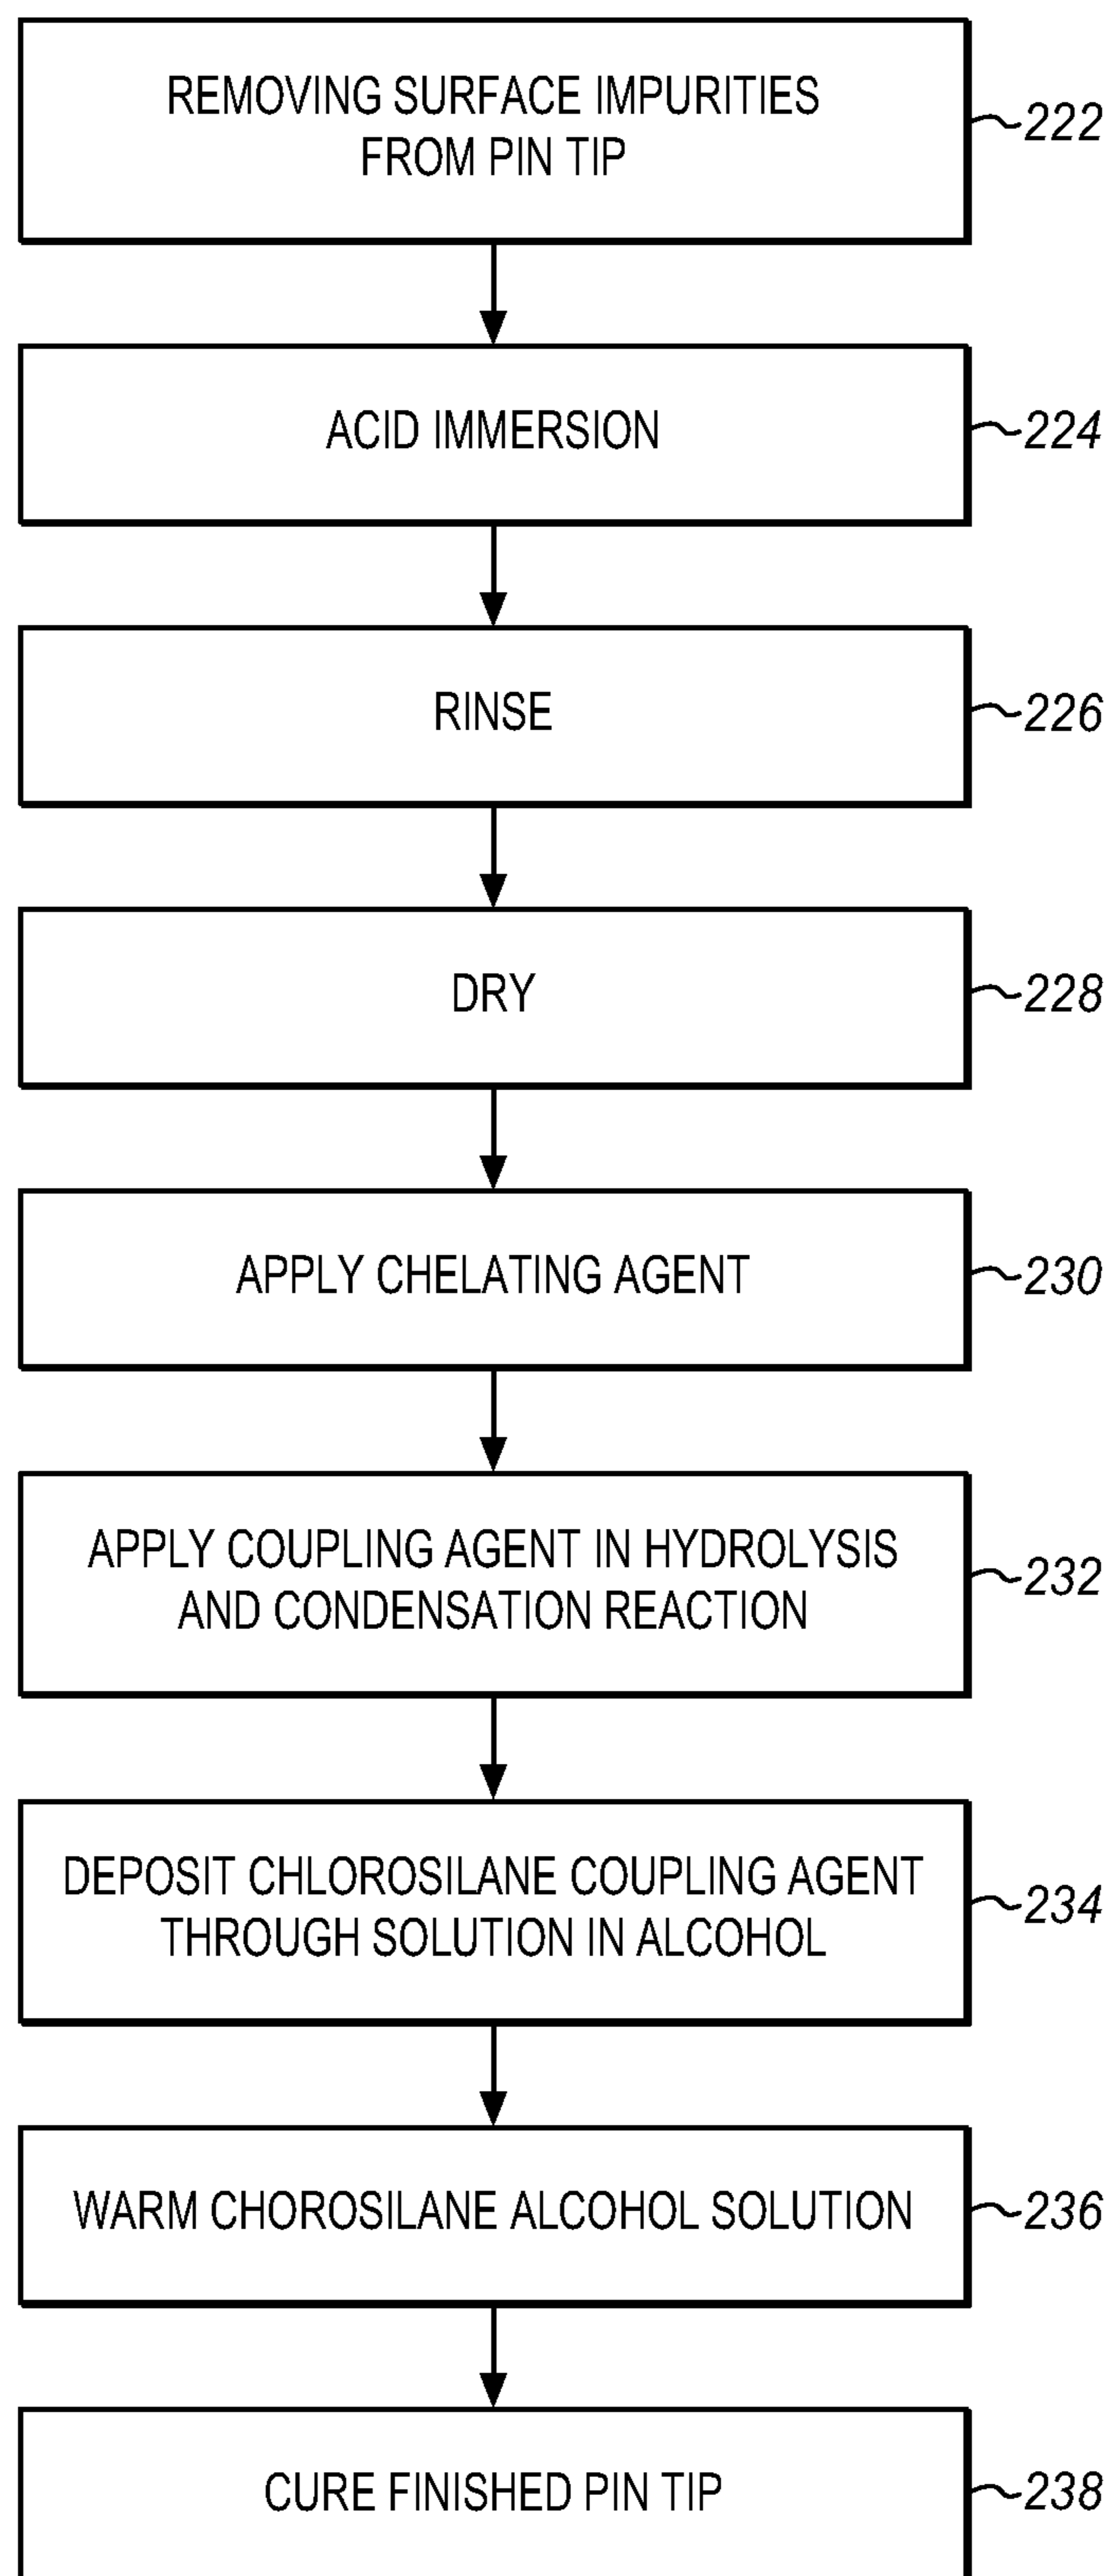 REMOVING SURFACE IMPURITIES
FROM PIN TIP
222
ACID IMMERSION
224
RINSE
226
DRY
228
APPLY CHELATING AGENT
230
APPLY COUPLING AGENT IN HYDROLYSIS
AND CONDENSATION REACTION
232
DEPOSIT CHLOROSILANE COUPLING AGENT
THROUGH SOLUTION IN ALCOHOL
234
WARM CHOROSILANE ALCOHOL SOLUTION
236
CURE FINISHED PIN TIP
238